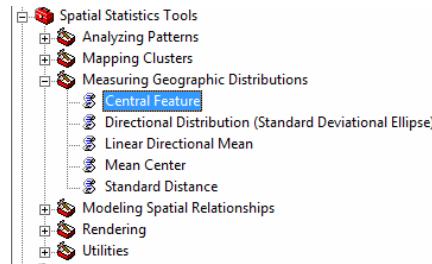 Spatial Statistics Tools
Analyzing Patterns
Mapping Clusters
Measuring Geographic Distributions
Central Feature
Directional Distribution (Standard Deviational Ellipse)
Linear Directional Mean
Mean Center
Standard Distance
Modeling Spatial Relationships
Rendering
Utilities